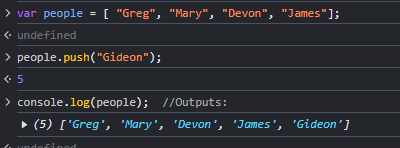 > var people = [ "Greg", "Mary", "Devon", "James"];
< undefined
> people.push("Gideon");
< 5
> console.log(people);  //Outputs:
▶ (5) ['Greg', 'Mary', 'Devon', 'James', 'Gideon']
< undefined